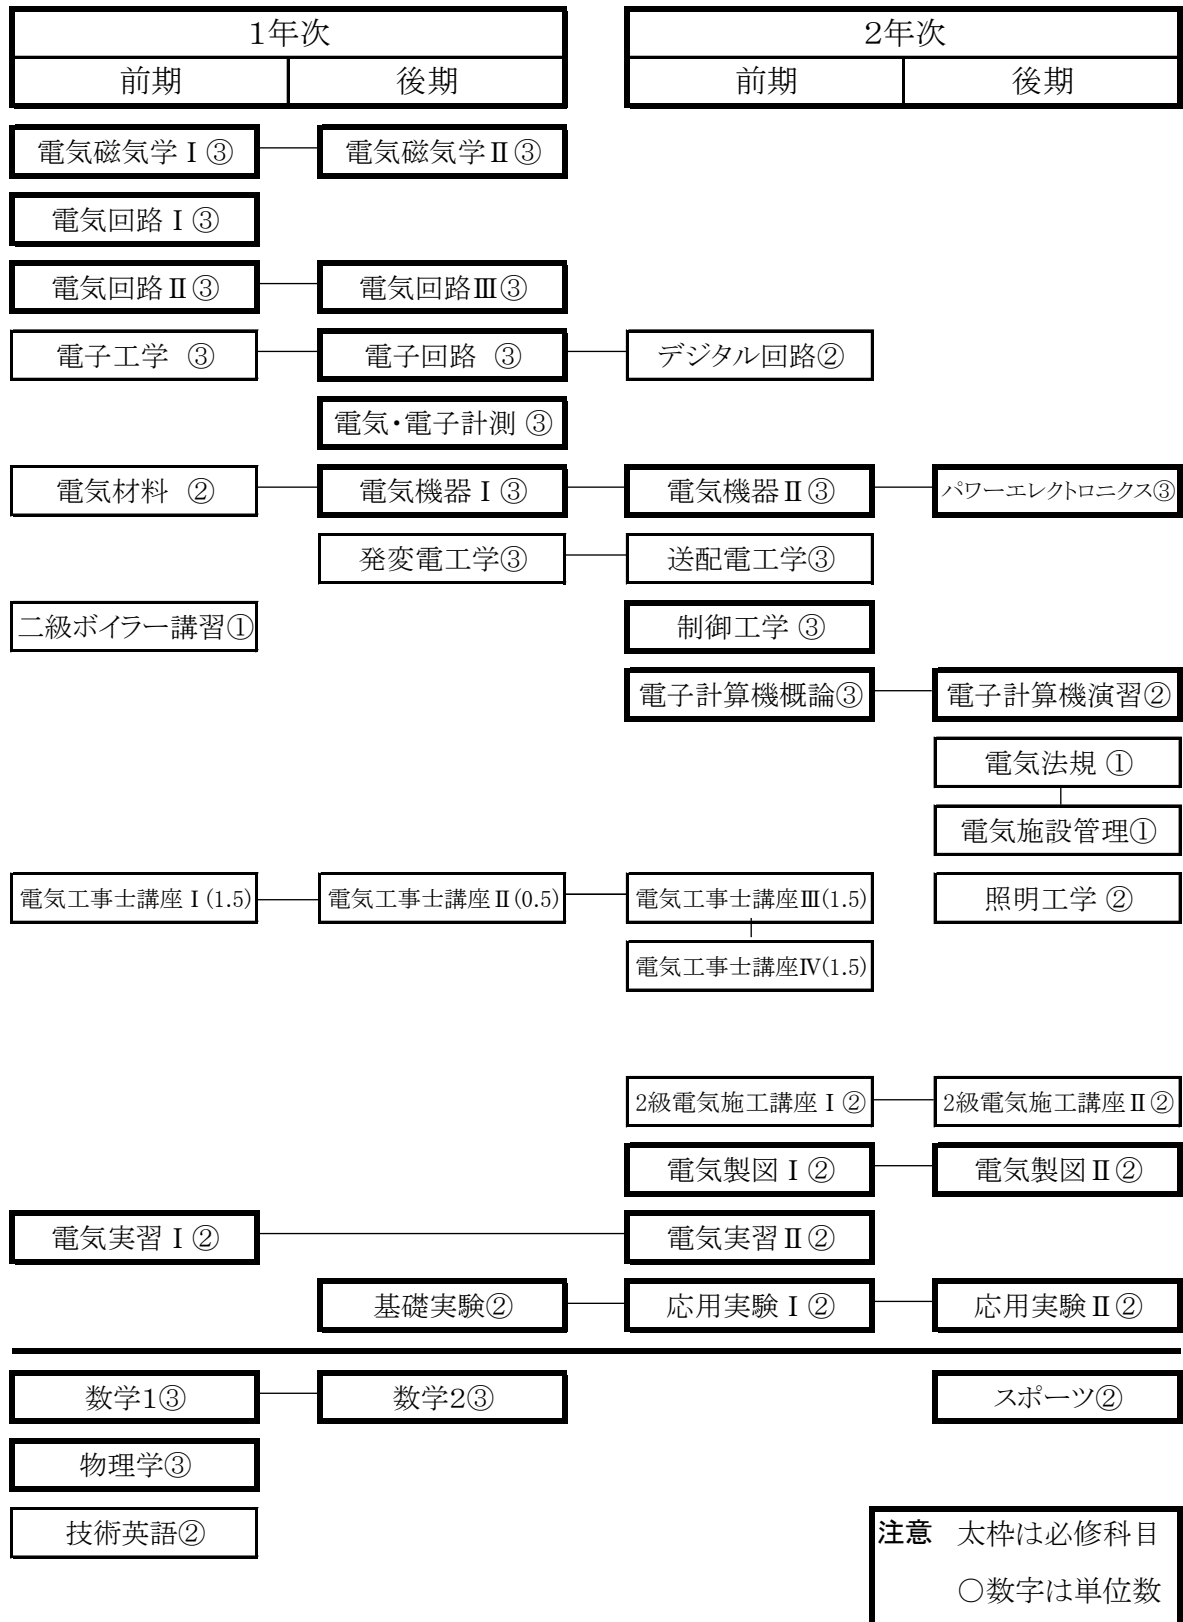 1年次 2年次
前期 後期 前期 後期
電気磁気学Ⅰ③ 電気磁気学Ⅱ③
電気回路Ⅰ③
電気回路Ⅱ③ 電気回路Ⅲ③
電子工学 ③ 電子回路 ③ デジタル回路②
電気・電子計測 ③
電気材料 ② 電気機器Ⅰ③ 電気機器Ⅱ③ パワーエレクトロニクス③
発変電工学③ 送配電工学③
二級ボイラー講習① 制御工学 ③
電子計算機概論③ 電子計算機演習②
電気法規 ①
電気施設管理①
電気工事士講座Ⅰ(1.5) 電気工事士講座Ⅱ(0.5) 電気工事士講座Ⅲ(1.5) 照明工学 ②
電気工事士講座Ⅳ(1.5)
2級電気施工講座Ⅰ② 2級電気施工講座Ⅱ②
電気製図Ⅰ② 電気製図Ⅱ②
電気実習Ⅰ② 電気実習Ⅱ②
基礎実験② 応用実験Ⅰ② 応用実験Ⅱ②
数学1③ 数学2③ スポーツ②
物理学③
技術英語② 注意 太枠は必修科目
○数字は単位数